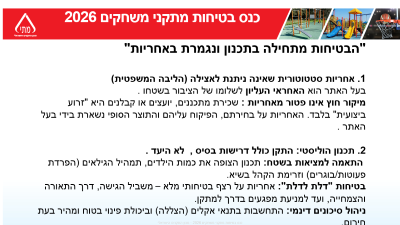 כנס בטיחות מתקני משחקים 2026
"הבטיחות מתחילה בתכנון ונגמרת באחריות"
1. אחריות סטטוטורית שאינה ניתנת לאצילה (הליבה המשפטית)
בעל האתר הוא האחראי העליון לשלומו של הציבור בשטחו .
מיקור חוץ אינו פטור מאחריות : שכירת מתכננים, יועצים או קבלנים היא "זרוע
ביצועית" בלבד. האחריות על בחירתם, הפיקוח עליהם והתוצר הסופי נשארת בידי בעל
האתר .
2. תכנון הוליסטי: התקן כולל דרישות בסיס , לא היעד .
התאמה למציאות בשטח: תכנון הצופה את כמות הילדים, תמהיל הגילאים (הפרדת
פעוטות/בוגרים) וזרימת הקהל בשיא.
בטיחות "דלת לדלת": אחריות על רצף בטיחותי מלא – משביל הגישה, דרך התאורה
והצמחייה, ועד למניעת מפגעים בדרך למתקן.
ניהול סיכונים דינמי: התחשבות בתנאי אקלים (הצללה) וביכולת פינוי בטוח ומהיר בעת
חירום.